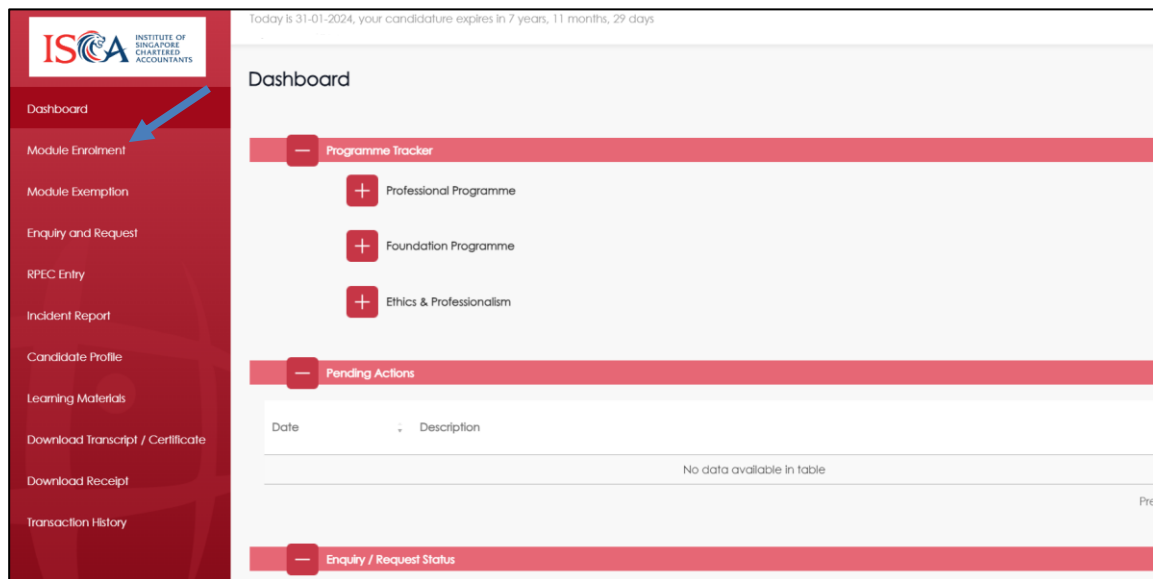 ISCA
INSTITUTE OF
SINGAPORE
CHARTERED
ACCOUNTANTS
Dashboard
Module Enrolment
Module Exemption
Enquiry and Request
RPEC Entry
Incident Report
Candidate Profile
Learning Materials
Download Transcript / Certificate
Download Receipt
Transaction History
Today is 31-01-2024, your candidature expires in 7 years, 11 months, 29 days
Dashboard
Programme Tracker
Professional Programme
Foundation Programme
Ethics & Professionalism
Pending Actions
Date Description
No data available in table
Pre
Enquiry / Request Status